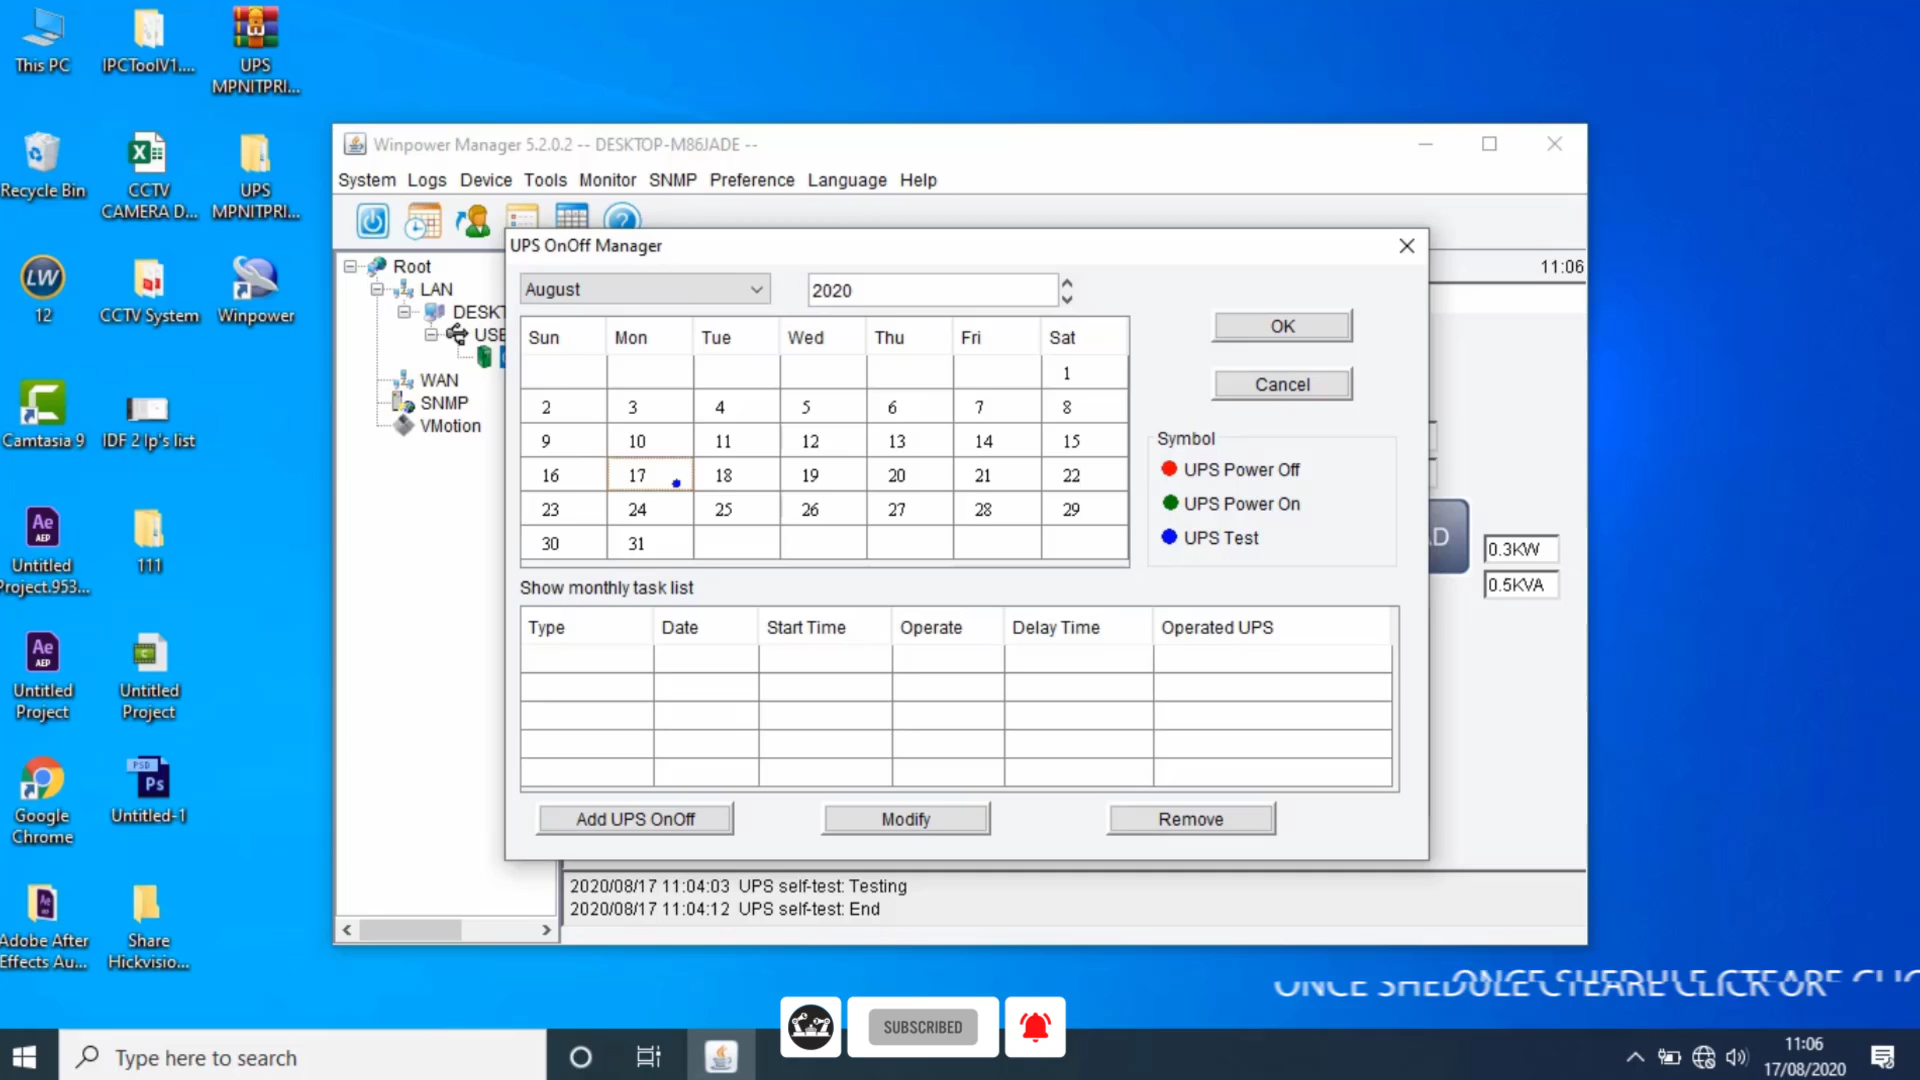 This PC
IPCToolV1....
UPS
MPNITPRI...
Recycle Bin
CCTV
CAMERA D...
UPS
MPNITPRI...
LW
12
CCTV System
Winpower
Camtasia 9
IDF 2 Ip's list
Ae
AEP
Untitled
Project.953...
111
Ae
AEP
Untitled
Project
Untitled
Project
Google
Chrome
PSD
Ps
Untitled-1
Ae
Adobe After
Effects Au...
Share
Hickvisio...
Winpower Manager 5.2.0.2 -- DESKTOP-M86JADE --
System Logs Device Tools Monitor SNMP Preference Language Help
Root
LAN
DESKT
USE
WAN
SNMP
VMotion
11:06
UPS OnOff Manager
August
2020
Sun Mon Tue Wed Thu Fri Sat
1
2 3 4 5 6 7 8
9 10 11 12 13 14 15
16 17 18 19 20 21 22
23 24 25 26 27 28 29
30 31
OK
Cancel
Symbol
UPS Power Off
UPS Power On
UPS Test
Show monthly task list
Type Date Start Time Operate Delay Time Operated UPS
Add UPS OnOff
Modify
Remove
AD
0.3KW
0.5KVA
2020/08/17 11:04:03 UPS self-test: Testing
2020/08/17 11:04:12 UPS self-test: End
SUBSCRIBED
Type here to search
11:06
17/08/2020